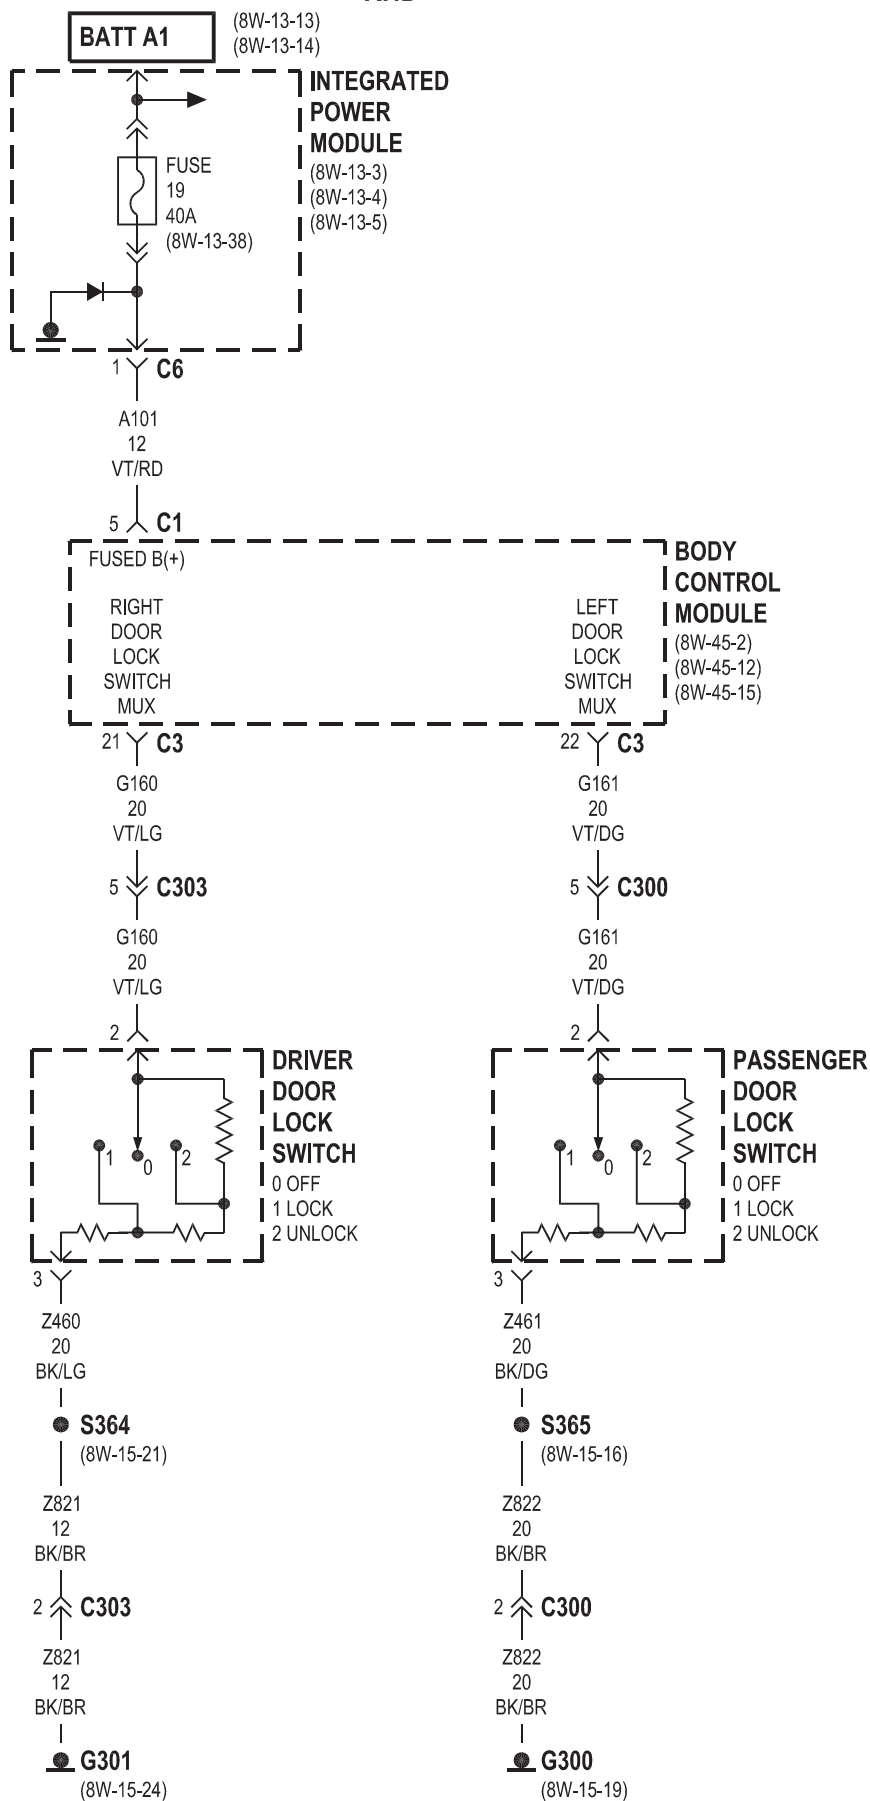 BATT A1
(8W-13-13)
(8W-13-14)
INTEGRATED
POWER
MODULE
(8W-13-3)
(8W-13-4)
(8W-13-5)
FUSE
19
40A
(8W-13-38)
1 C6
A101
12
VT/RD
5 C1
FUSED B(+)
BODY
CONTROL
MODULE
(8W-45-2)
(8W-45-12)
(8W-45-15)
RIGHT
DOOR
LOCK
SWITCH
MUX
LEFT
DOOR
LOCK
SWITCH
MUX
21 C3
G160
20
VT/LG
5 C303
G160
20
VT/LG
2
22 C3
G161
20
VT/DG
5 C300
G161
20
VT/DG
2
DRIVER
DOOR
LOCK
SWITCH
0 OFF
1 LOCK
2 UNLOCK
1 0 2
3
Z460
20
BK/LG
S364
(8W-15-21)
Z821
12
BK/BR
2 C303
Z821
12
BK/BR
G301
(8W-15-24)
PASSENGER
DOOR
LOCK
SWITCH
0 OFF
1 LOCK
2 UNLOCK
1 0 2
3
Z461
20
BK/DG
S365
(8W-15-16)
Z822
20
BK/BR
2 C300
Z822
20
BK/BR
G300
(8W-15-19)